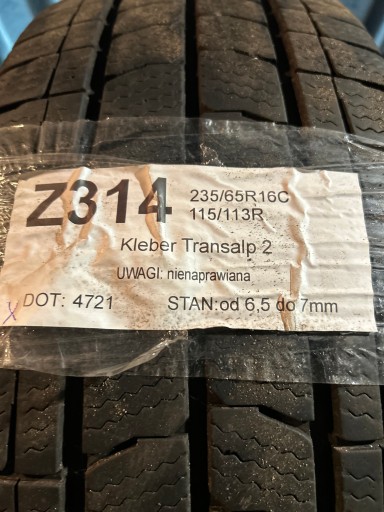 Z314
235/65R16C
115/113R
Kleber Transalp 2
UWAGI: nienaprawiana
x DOT: 4721 STAN:od 6,5 do 7mm